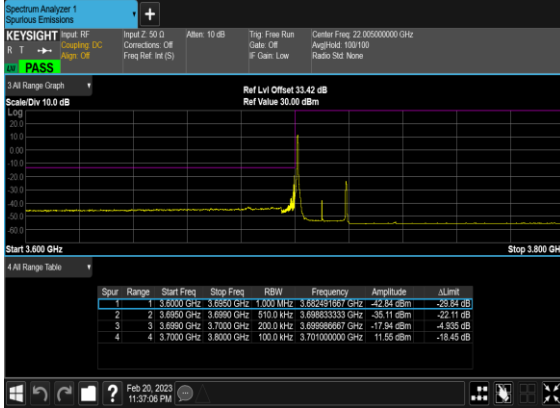 Spectrum Analyzer 1
Spurious Emissions
+
KEYSIGHT Input: RF Input Z: 50 Ω Atten: 10 dB Trig: Free Run Center Freq: 22.005000000 GHz
R T Coupling: DC Corrections: Off Gate: Off Avg|Hold: 100/100
Align: Off Freq Ref: Int (S) IF Gain: Low Radio Std: None
PASS
3 All Range Graph
Ref Lvl Offset 33.42 dB
Scale/Div 10.0 dB Ref Value 30.00 dBm
Log
20.0
10.0
0.00
-10.0
-20.0
-30.0
-40.0
-50.0
-60.0
Start 3.600 GHz Stop 3.800 GH
4 All Range Table
Spur Range Start Freq Stop Freq RBW Frequency Amplitude ΔLimit
1 1 3.6000 GHz 3.6950 GHz 1.000 MHz 3.682491667 GHz -42.84 dBm -29.84 dB
2 2 3.6950 GHz 3.6990 GHz 510.0 kHz 3.698833333 GHz -35.11 dBm -22.11 dB
3 3 3.6990 GHz 3.7000 GHz 200.0 kHz 3.699986667 GHz -17.94 dBm -4.935 dB
4 4 3.7000 GHz 3.8000 GHz 100.0 kHz 3.701000000 GHz 11.55 dBm -18.45 dB
? Feb 20, 2023
11:37:06 PM